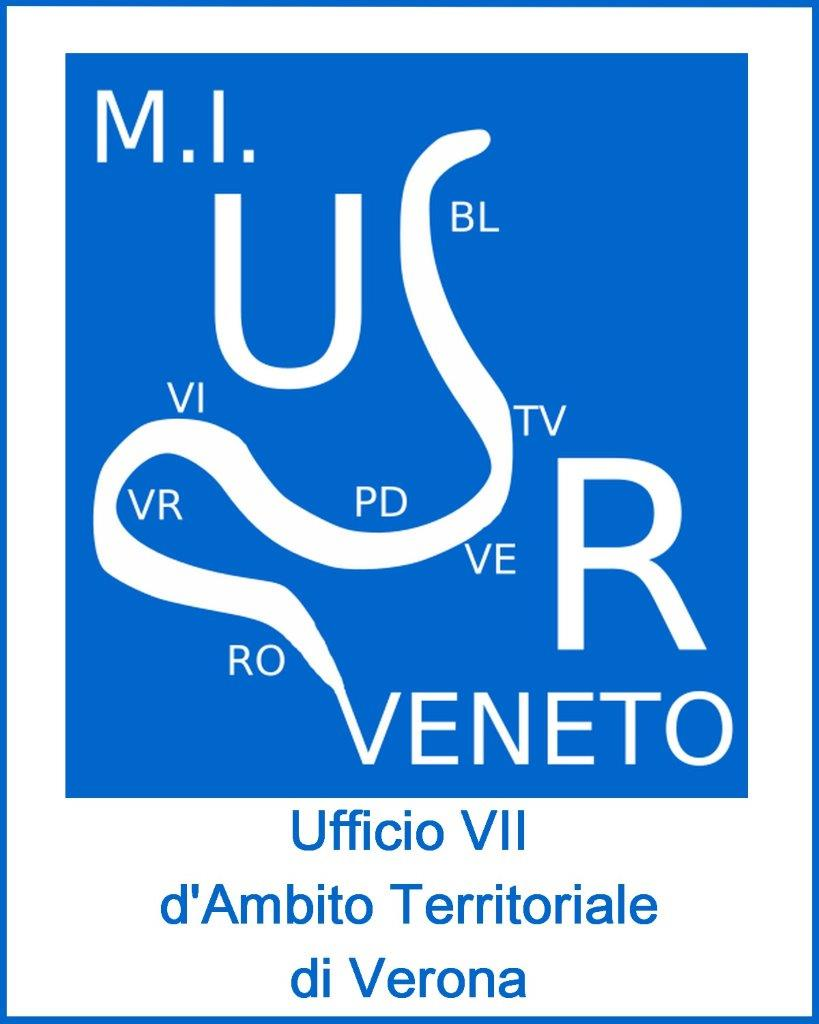 M.I.
U
BL
VI
TV
VR
PD
R
VE
RO
VENETO
Ufficio VII
d'Ambito Territoriale
di Verona